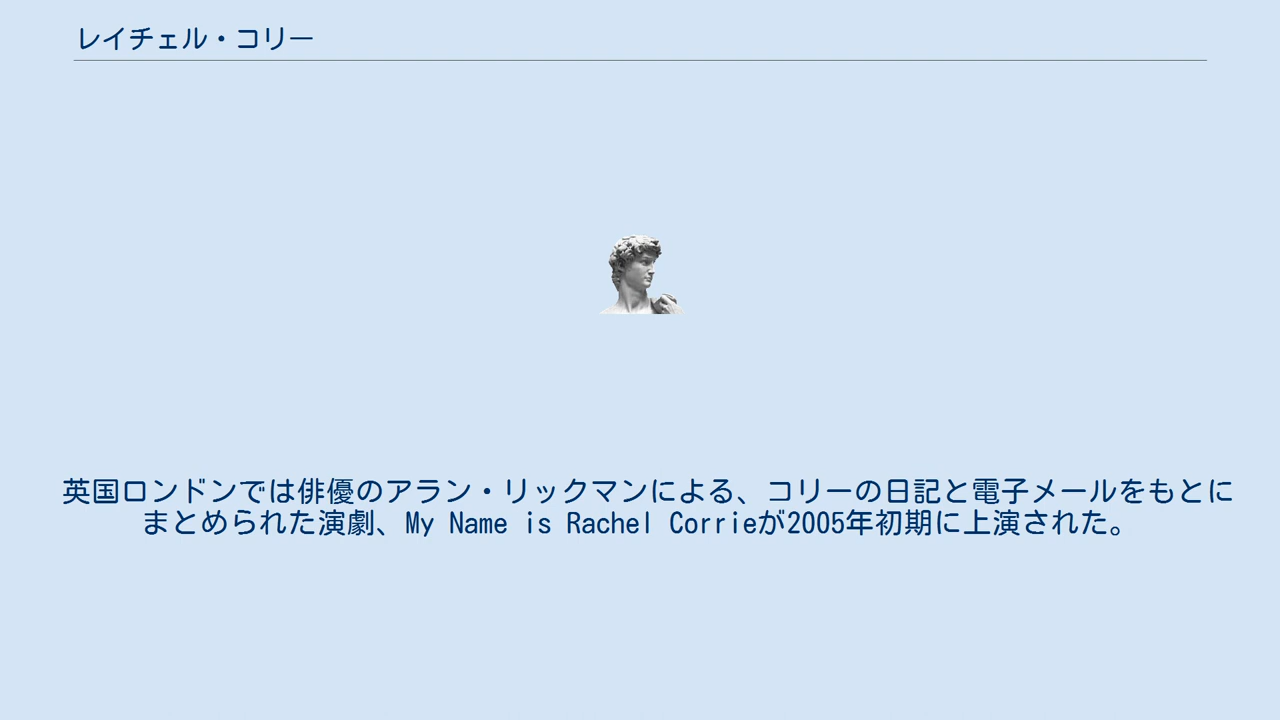 レイチェル・コリー
英国ロンドンでは俳優のアラン・リックマンによる、コリーの日記と電子メールをもとに
まとめられた演劇、My Name is Rachel Corrieが2005年初期に上演された。